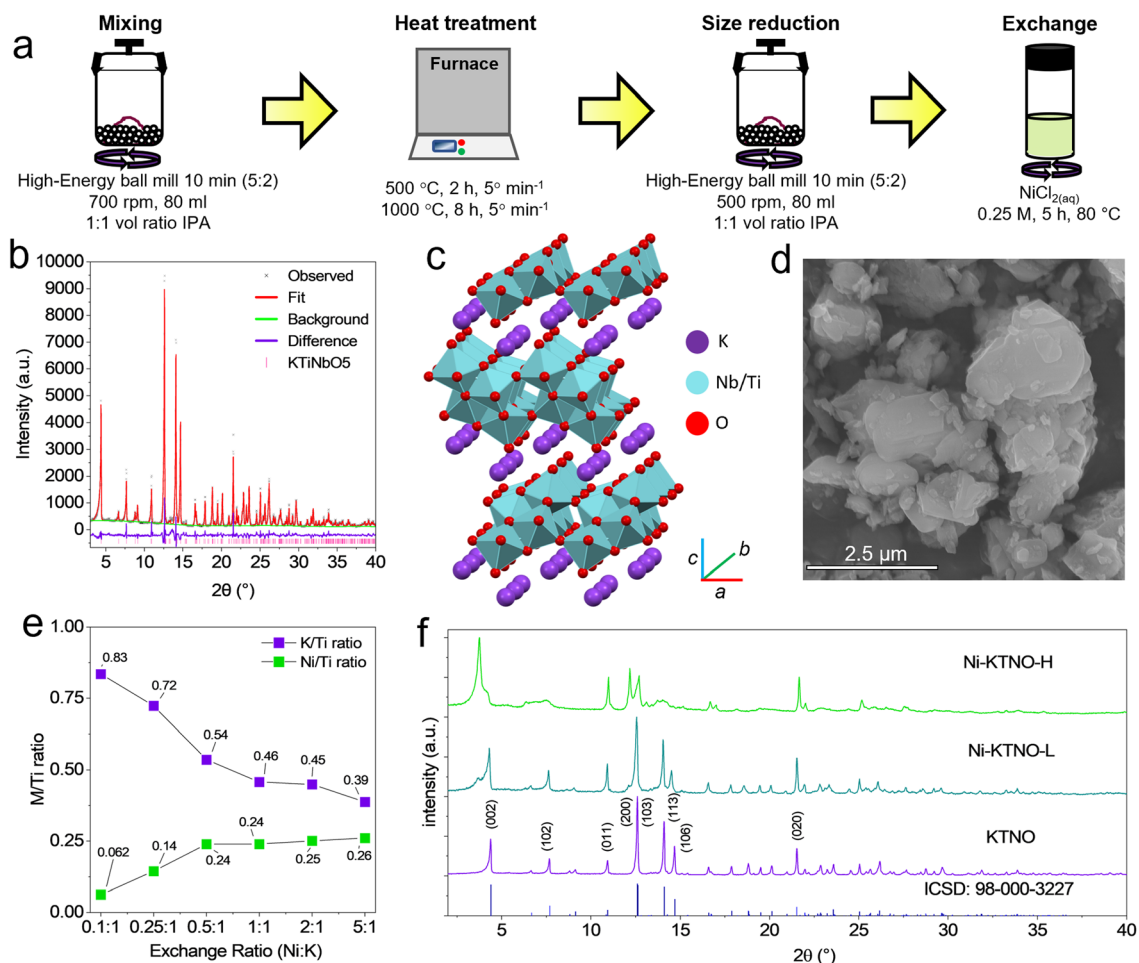 a
Mixing
Heat treatment
Size reduction
Exchange
Furnace
High-Energy ball mill 10 min (5:2)
700 rpm, 80 ml
1:1 vol ratio IPA
500 °C, 2 h, 5° min-1
1000 °C, 8 h, 5° min-1
High-Energy ball mill 10 min (5:2)
500 rpm, 80 ml
1:1 vol ratio IPA
NiCl2(aq)
0.25 M, 5 h, 80 °C
b
Intensity (a.u.)
10000
9000
8000
7000
6000
5000
4000
3000
2000
1000
0
Observed
Fit
Background
Difference
KTiNbO5
5 10 15 20 25 30 35 40
2θ (°)
c
K
Nb/Ti
O
c
b
a
d
2.5 µm
e
M/Ti ratio
1.00
0.75
0.50
0.25
0.00
K/Ti ratio
Ni/Ti ratio
0.83
0.72
0.54
0.46
0.45
0.39
0.062
0.14
0.24
0.24
0.25
0.26
0.1:1 0.25:1 0.5:1 1:1 2:1 5:1
Exchange Ratio (Ni:K)
f
intensity (a.u.)
Ni-KTNO-H
Ni-KTNO-L
KTNO
(002)
(102)
(011)
(200)
(103)
(113)
(106)
(020)
ICSD: 98-000-3227
5 10 15 20 25 30 35 40
2θ (°)